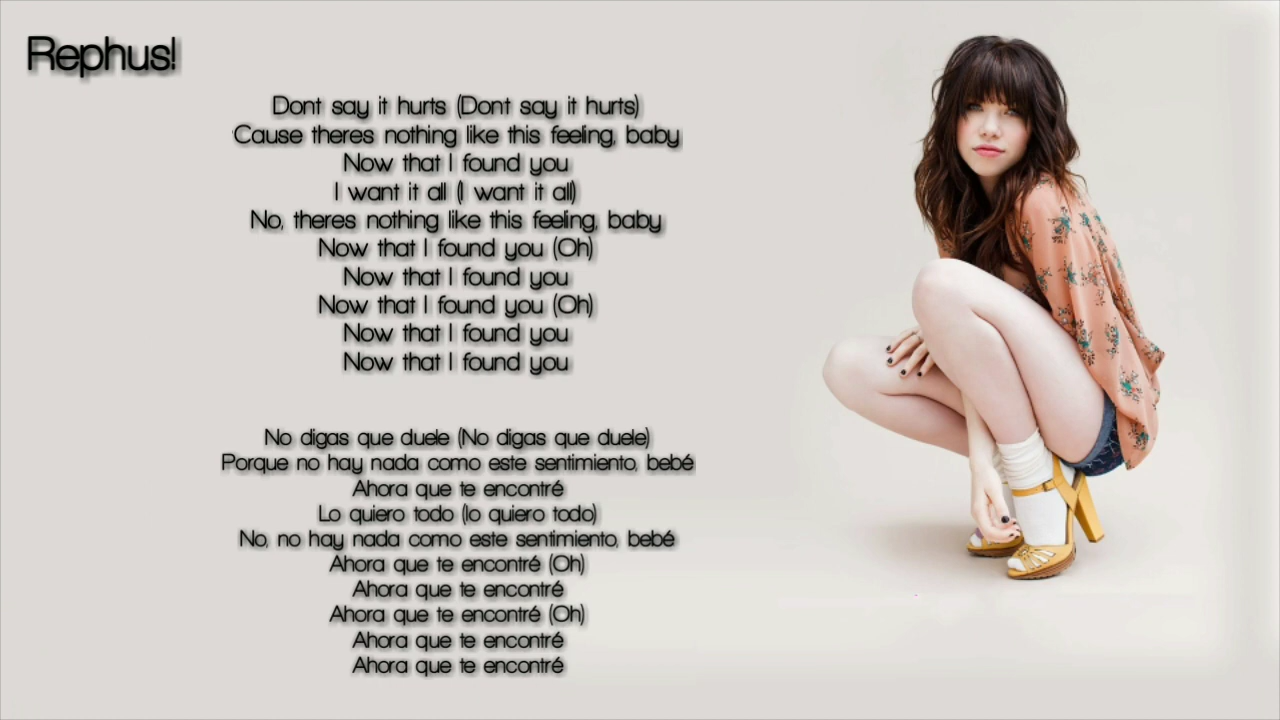 Rephus!
Dont say it hurts (Dont say it hurts)
Cause theres nothing like this feeling, baby
Now that I found you
I want it all (I want it all)
No, theres nothing like this feeling, baby
Now that I found you (Oh)
Now that I found you
Now that I found you (Oh)
Now that I found you
Now that I found you
No digas que duele (No digas que duele)
Porque no hay nada como este sentimiento, bebé
Ahora que te encontré
Lo quiero todo (lo quiero todo)
No, no hay nada como este sentimiento, bebé
Ahora que te encontré (Oh)
Ahora que te encontré
Ahora que te encontré (Oh)
Ahora que te encontré
Ahora que te encontré